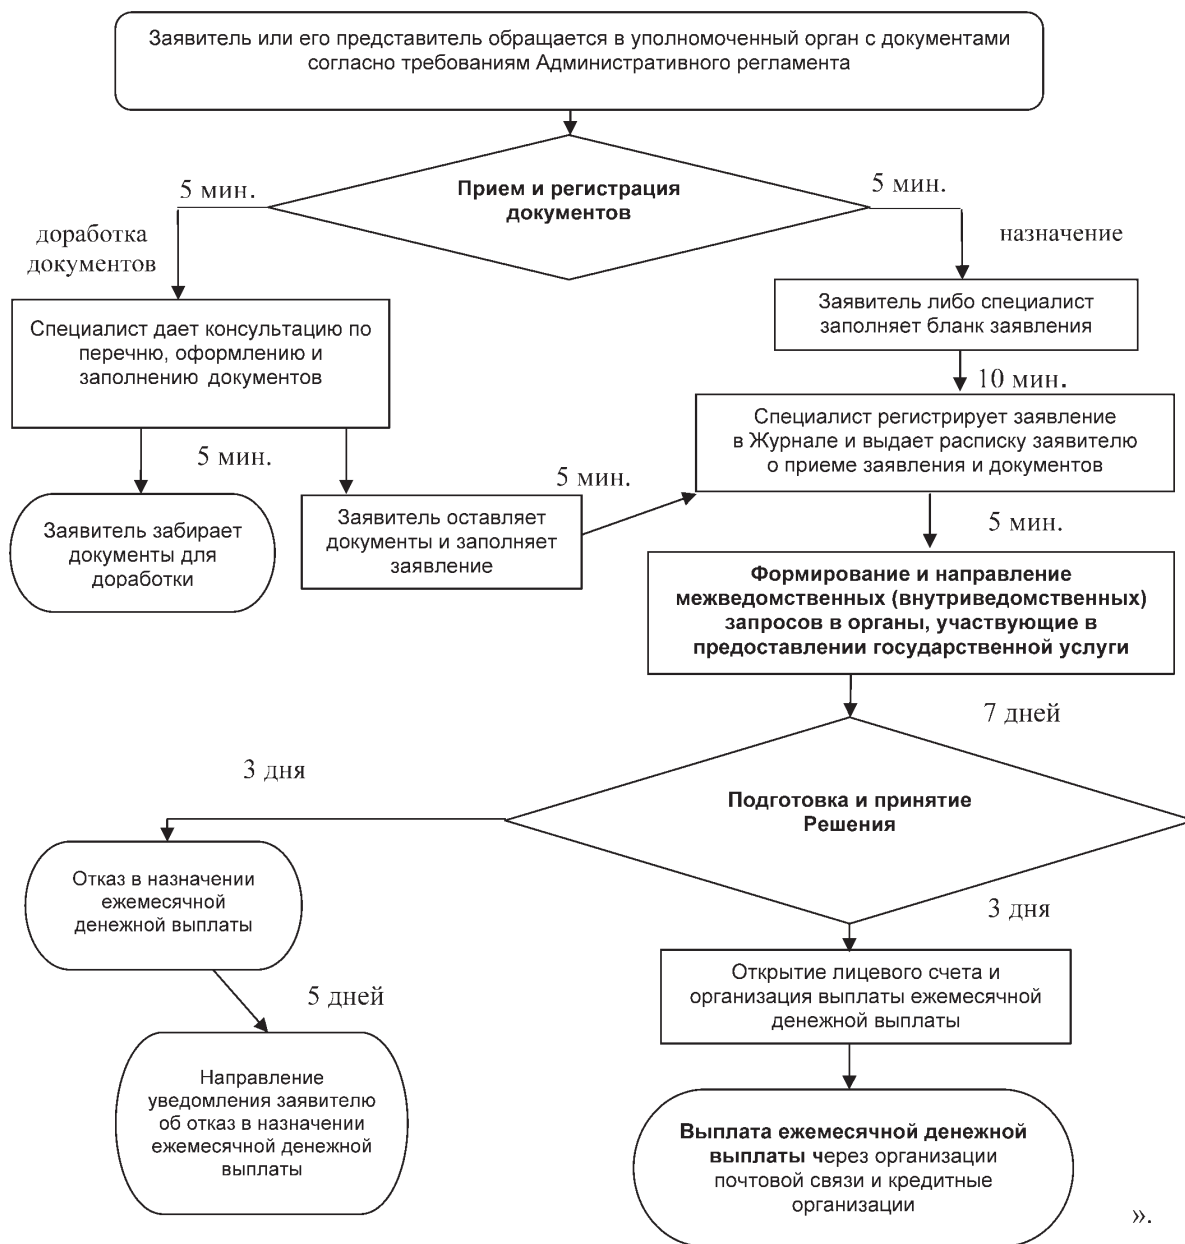 Заявитель или его представитель обращается в уполномоченный орган с документами
согласно требованиям Административного регламента
5 мин.
Прием и регистрация
документов
5 мин.
доработка
документов
назначение
Специалист дает консультацию по
перечню, оформлению и
заполнению документов
Заявитель либо специалист
заполняет бланк заявления
10 мин.
Специалист регистрирует заявление
в Журнале и выдает расписку заявителю
о приеме заявления и документов
5 мин.
5 мин.
Заявитель забирает
документы для
доработки
Заявитель оставляет
документы и заполняет
заявление
5 мин.
Формирование и направление
межведомственных (внутриведомственных)
запросов в органы, участвующие в
предоставлении государственной услуги
7 дней
3 дня
Подготовка и принятие
Решения
Отказ в назначении
ежемесячной
денежной выплаты
3 дня
5 дней
Открытие лицевого счета и
организация выплаты ежемесячной
денежной выплаты
Направление
уведомления заявителю
об отказ в назначении
ежемесячной денежной
выплаты
Выплата ежемесячной денежной
выплаты через организации
почтовой связи и кредитные
организации
».